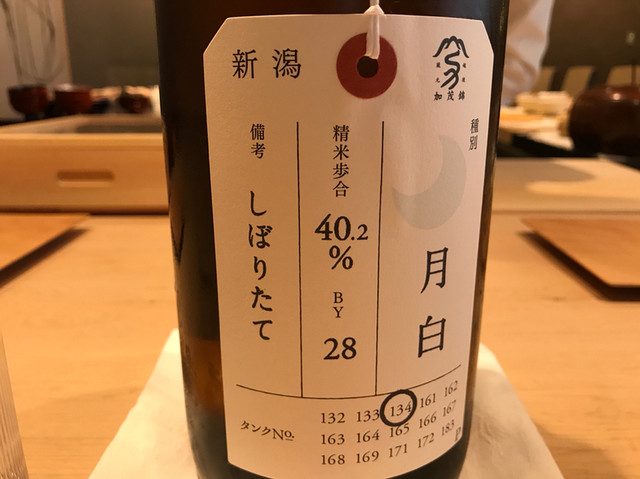 新潟
加茂錦
種別
月白
精米歩合
40.2
%
BY
28
備考
しぼりたて
タンクNo.
132 133 134 161 162
163 164 165 166 167
168 169 171 172 183